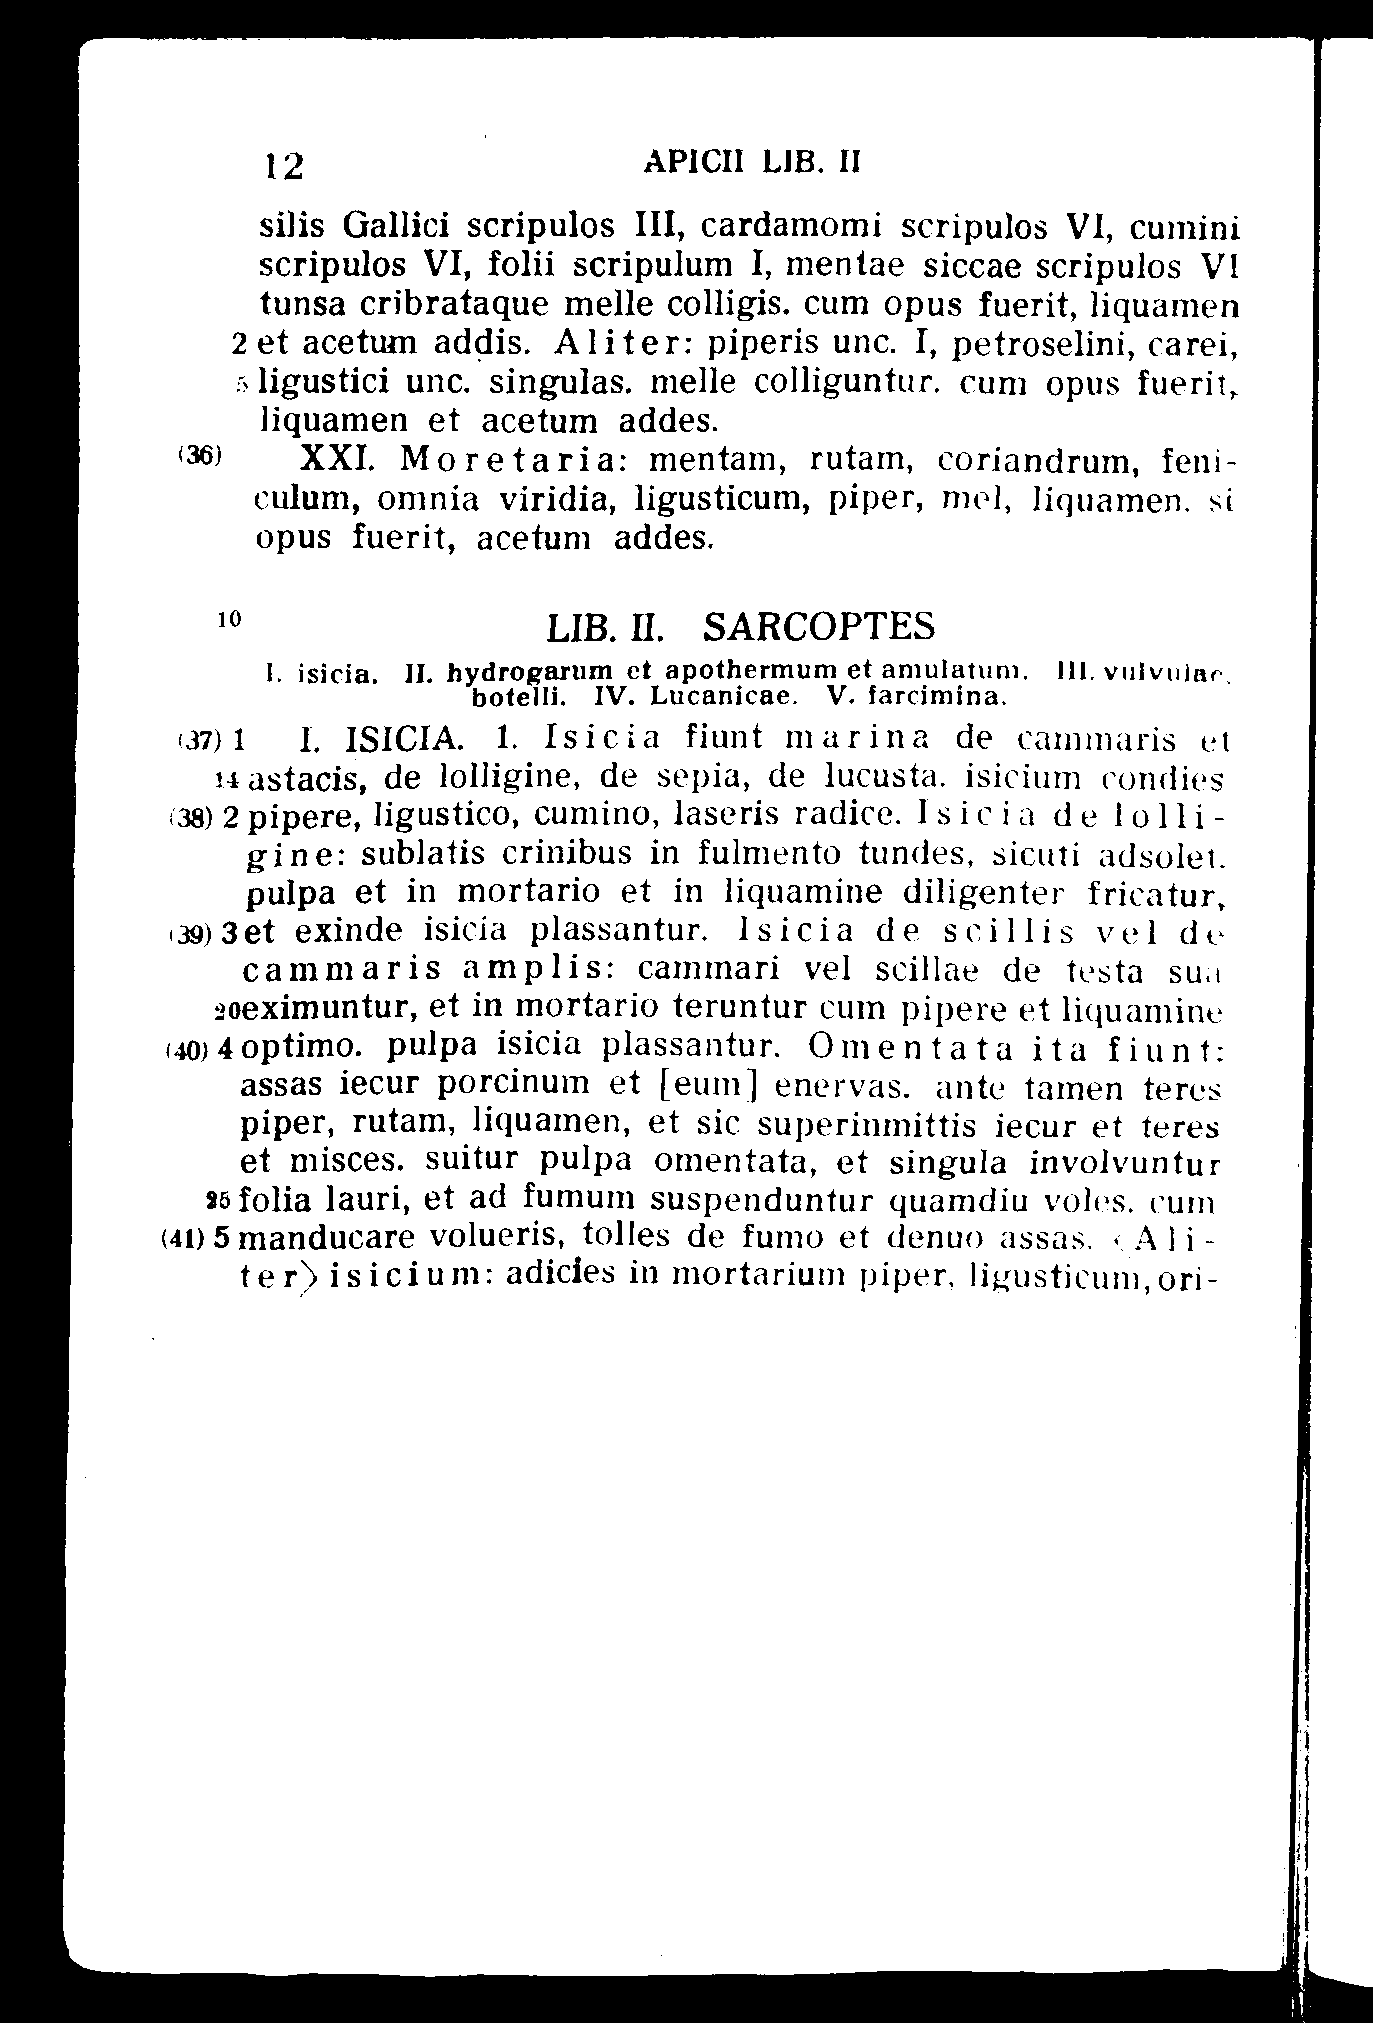 12 APICII LIB. II
silis Gallici scripulos III, cardamomi scripulos VI, cumini
scripulos VI, folii scripulum I, mentae siccae scripulos VI
tunsa cribrataque melle colligis. cum opus fuerit, liquamen
2 et acetum addis. Aliter: piperis unc. I, petroselini, carei,
5 ligustici unc. singulas. melle colliguntur. cum opus fuerit,
liquamen et acetum addes.
(36) XXI. Moretaria: mentam, rutam, coriandrum, feni-
culum, omnia viridia, ligusticum, piper, mel, liquamen. si
opus fuerit, acetum addes.
10 LIB. II. SARCOPTES
I. isicia. II. hydrogarum et apothermum et amulatum. III. vulvulae.
botelli. IV. Lucanicae. V. farcimina.
(37) 1 I. ISICIA. 1. Isicia fiunt marina de cammaris et
14 astacis, de lolligine, de sepia, de lucusta. isicium condies
(38) 2 pipere, ligustico, cumino, laseris radice. Isicia de lolli-
gine: sublatis crinibus in fulmento tundes, sicuti adsolet.
pulpa et in mortario et in liquamine diligenter fricatur,
(39) 3 et exinde isicia plassantur. Isicia de scillis vel de
cammaris amplis: cammari vel scillae de testa sua
20 eximuntur, et in mortario teruntur cum pipere et liquamine
(40) 4 optimo. pulpa isicia plassantur. Omentata ita fiunt:
assas iecur porcinum et [eum] enervas. ante tamen teres
piper, rutam, liquamen, et sic superinmittis iecur et teres
et misces. suitur pulpa omentata, et singula involvuntur
25 folia lauri, et ad fumum suspenduntur quamdiu voles. cum
(41) 5 manducare volueris, tolles de fumo et denuo assas. 〈Ali-
ter〉 isicium: adicies in mortarium piper, ligusticum, ori-